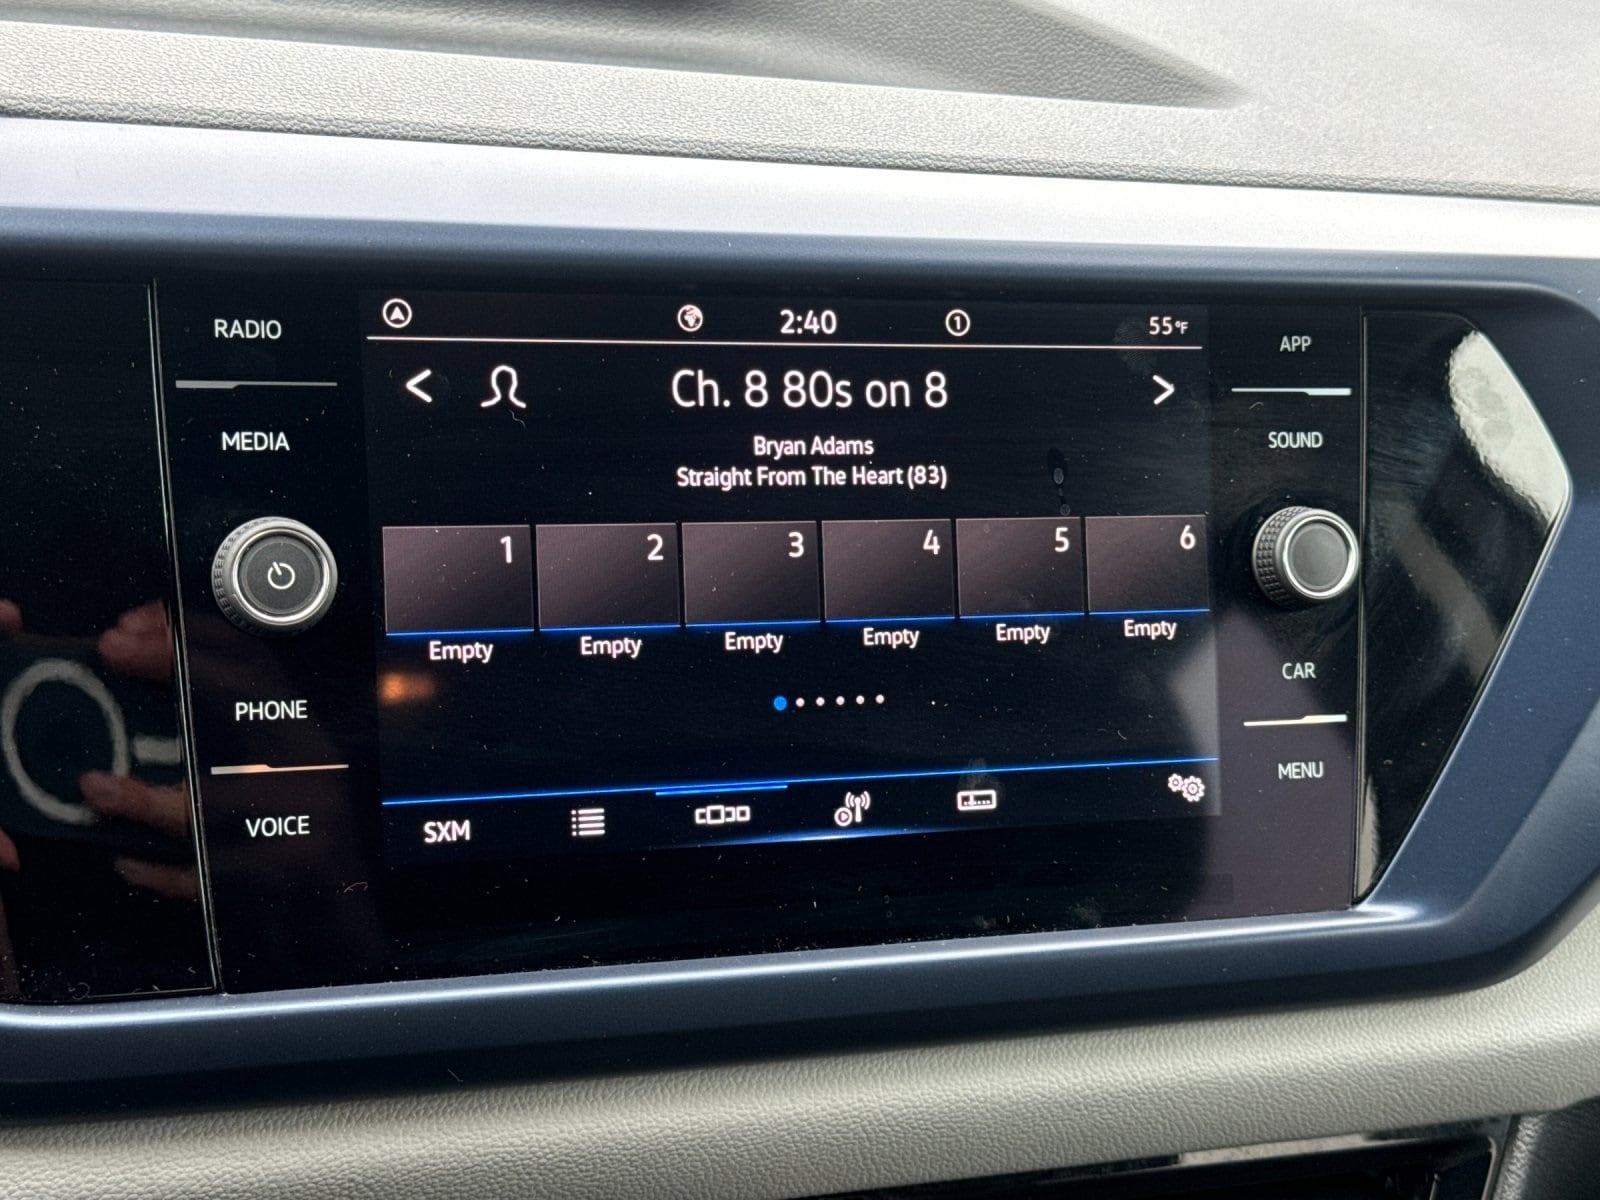 RADIO
MEDIA
PHONE
VOICE
2:40
1
55°F
Ch. 8 80s on 8
Bryan Adams
Straight From The Heart (83)
1 2 3 4 5 6
Empty Empty Empty Empty Empty Empty
SXM
APP
SOUND
CAR
MENU